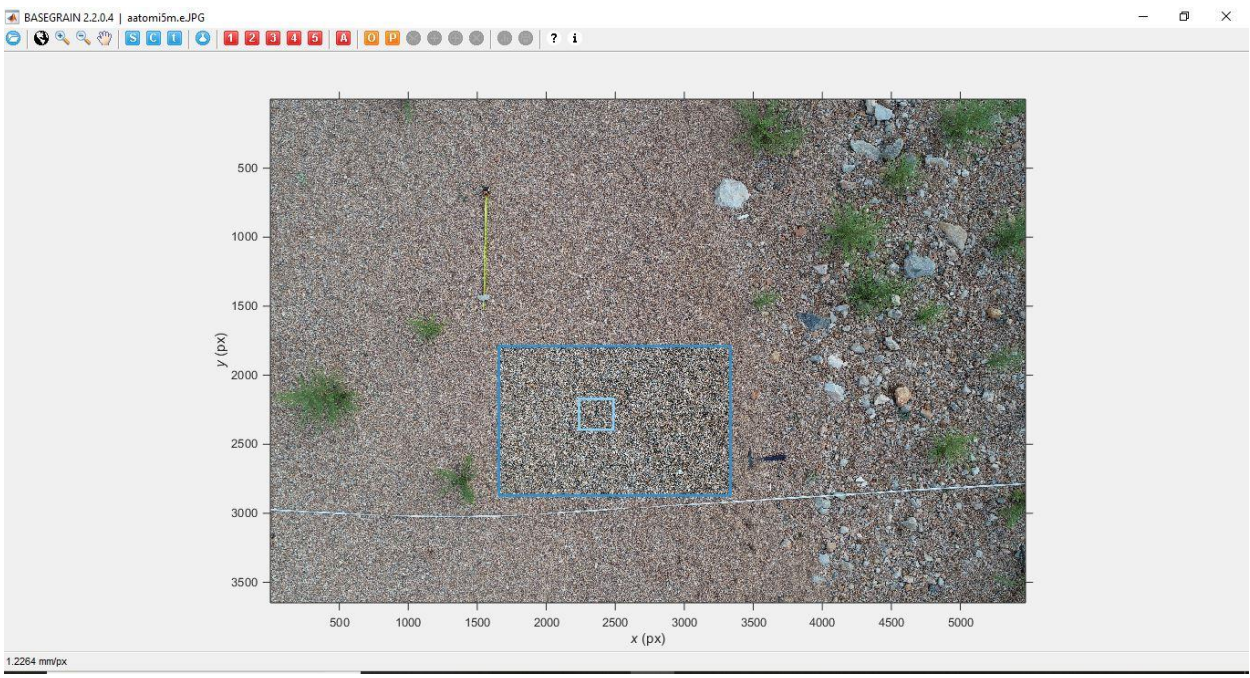 BASEGRAIN 2.2.0.4 | aatomi5m.e.JPG
S C t 1 2 3 4 5 A O P ? i
500
1000
1500
2000
2500
3000
3500
y (px)
500 1000 1500 2000 2500 3000 3500 4000 4500 5000
x (px)
1.2264 mm/px